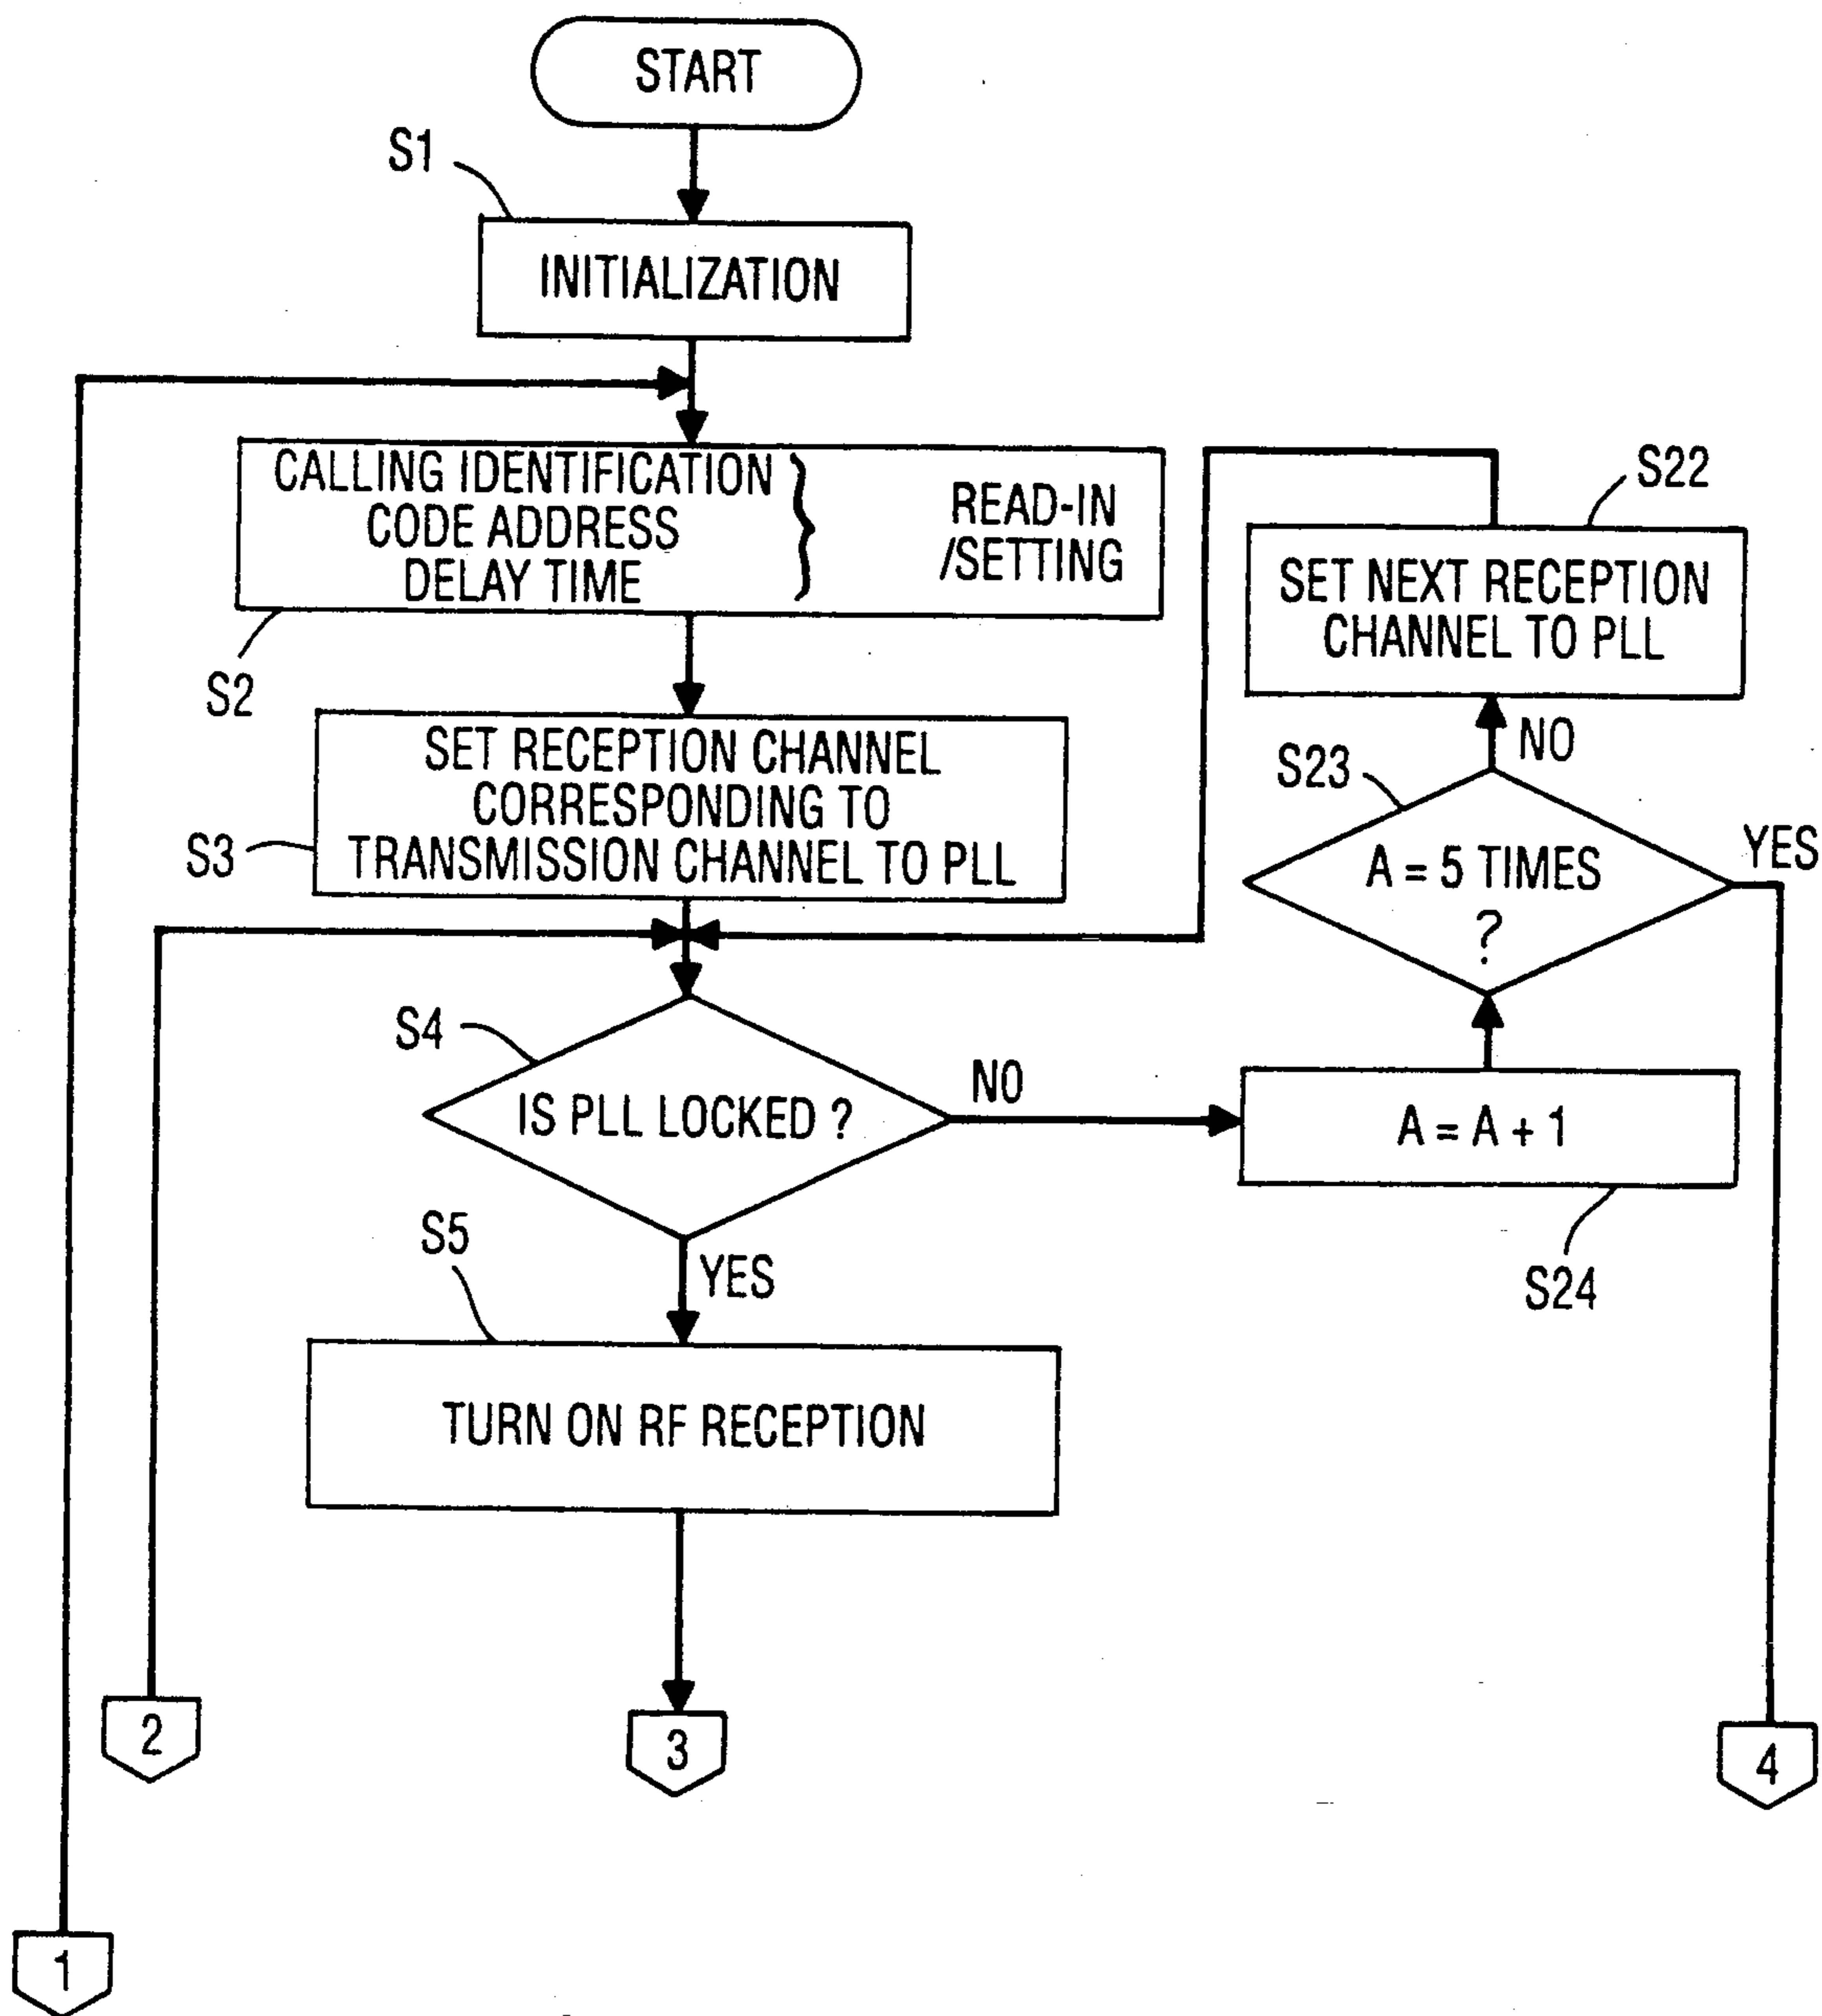 START
S1
INITIALIZATION
CALLING IDENTIFICATION
CODE ADDRESS
DELAY TIME
READ-IN
/SETTING
S2
SET RECEPTION CHANNEL
CORRESPONDING TO
TRANSMISSION CHANNEL TO PLL
S3
S22
SET NEXT RECEPTION
CHANNEL TO PLL
NO
S23
A = 5 TIMES
?
YES
S4
IS PLL LOCKED ?
NO
A = A + 1
S24
YES
S5
TURN ON RF RECEPTION
2
3
4
1